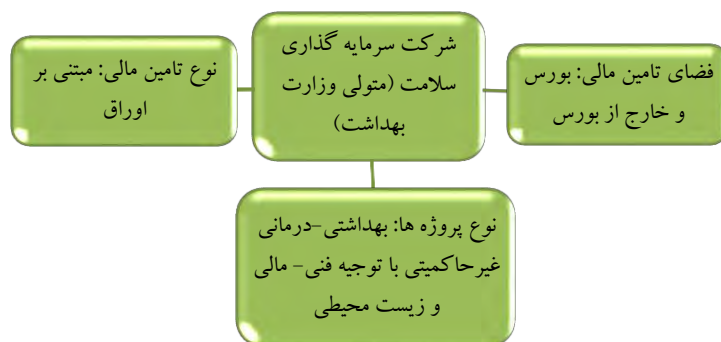 شرکت سرمایه گذاری
سلامت (متولی وزارت
بهداشت)
فضای تامین مالی: بورس
و خارج از بورس
نوع تامین مالی: مبتنی بر
اوراق
نوع پروژه ها: بهداشتی-درمانی
غیرحاکمیتی با توجیه فنی- مالی
و زیست محیطی